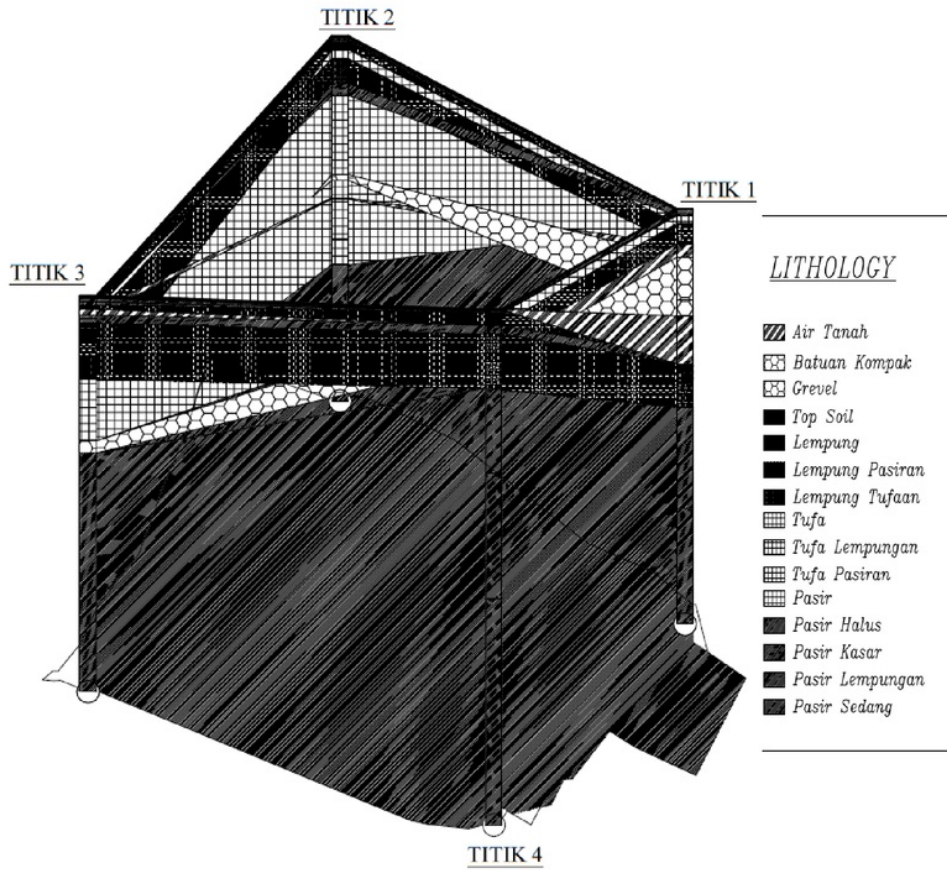 TITIK 2
TITIK 1
TITIK 3
LITHOLOGY
Air Tanah
Batuan Kompak
Grevel
Top Soil
Lempung
Lempung Pasiran
Lempung Tufaan
Tufa
Tufa Lempungan
Tufa Pasiran
Pasir
Pasir Halus
Pasir Kasar
Pasir Lempungan
Pasir Sedang
TITIK 4